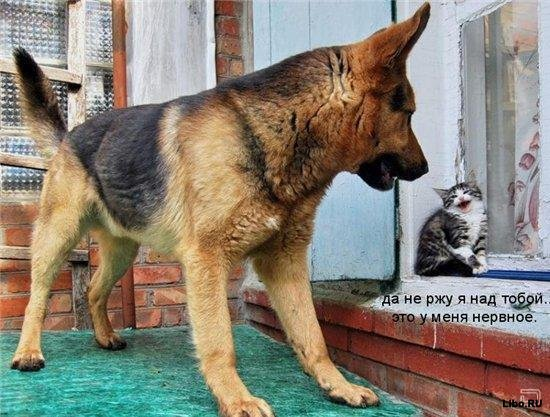 да не ржу я над тобой..
это у меня нервное.
Libo.RU